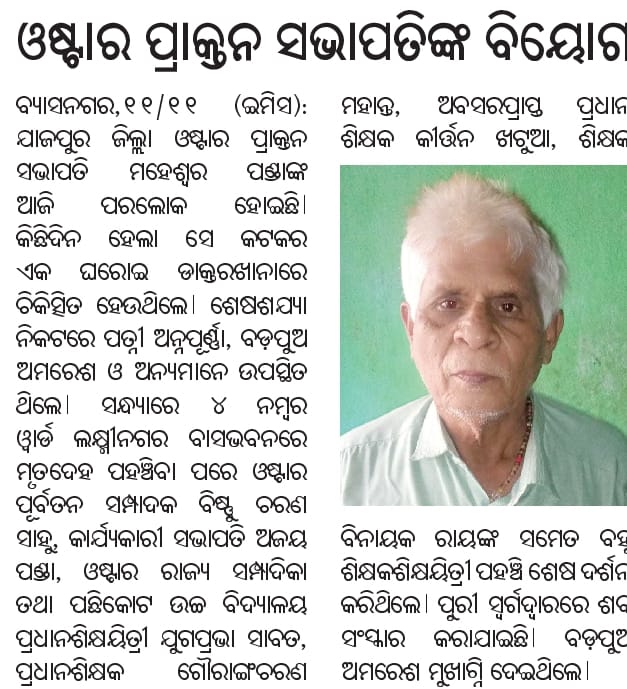 ଓଷ୍ଟାର ପ୍ରାକ୍ତନ ସଭାପତିଙ୍କ ବିୟୋଗ
ବ୍ୟାସନଗର,୧୧/୧୧ (ଇମିସ):
ଯାଜପୁର ଜିଲ୍ଲା ଓଷ୍ଟାର ପ୍ରାକ୍ତନ
ସଭାପତି ମହେଶ୍ୱର ପଣ୍ଡାଙ୍କ
ଆଜି ପରଲୋକ ହୋଇଛି।
କିଛିଦିନ ହେଲା ସେ କଟକର
ଏକ ଘରୋଇ ଡାକ୍ତରଖାନାରେ
ଚିକିତ୍ସିତ ହେଉଥିଲେ। ଶେଷଶଯ୍ୟା
ନିକଟରେ ପତ୍ନୀ ଅନ୍ନପୂର୍ଣ୍ଣା, ବଡ଼ପୁଅ
ଅମରେଶ ଓ ଅନ୍ୟମାନେ ଉପସ୍ଥିତ
ଥିଲେ। ସନ୍ଧ୍ୟାରେ ୪ ନମ୍ବର
ୱାର୍ଡ ଲକ୍ଷ୍ମୀନଗର ବାସଭବନରେ
ମୃତଦେହ ପହଞ୍ଚିବା ପରେ ଓଷ୍ଟାର
ପୂର୍ବତନ ସମ୍ପାଦକ ବିଷ୍ଣୁ ଚରଣ
ସାହୁ, କାର୍ଯ୍ୟକାରୀ ସଭାପତି ଅଜୟ
ପଣ୍ଡା, ଓଷ୍ଟାର ରାଜ୍ୟ ସମ୍ପାଦିକା
ତଥା ପଛିକୋଟ ଉଚ୍ଚ ବିଦ୍ୟାଳୟ
ପ୍ରଧାନଶିକ୍ଷୟିତ୍ରୀ ଯୁଗପ୍ରଭା ସାବତ,
ପ୍ରଧାନଶିକ୍ଷକ ଗୌରାଙ୍ଗଚରଣ
ମହାନ୍ତ, ଅବସରପ୍ରାପ୍ତ ପ୍ରଧାନ
ଶିକ୍ଷକ କୀର୍ତ୍ତନ ଖଟୁଆ, ଶିକ୍ଷକ
ବିନାୟକ ରାୟଙ୍କ ସମେତ ବହୁ
ଶିକ୍ଷକଶିକ୍ଷୟିତ୍ରୀ ପହଞ୍ଚି ଶେଷ ଦର୍ଶନ
କରିଥିଲେ। ପୁରୀ ସ୍ୱର୍ଗଦ୍ୱାରରେ ଶବ
ସଂସ୍କାର କରାଯାଇଛି। ବଡ଼ପୁଅ
ଅମରେଶ ମୁଖାଗ୍ନି ଦେଇଥିଲେ।